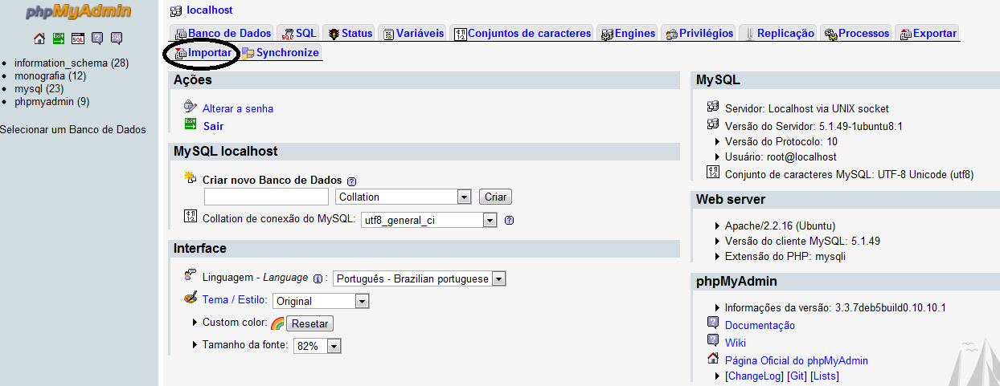 phpMyAdmin
Exit
SQL
SQL
information_schema (28)
monografia (12)
mysql (23)
phpmyadmin (9)
Selecionar um Banco de Dados
localhost
Banco de Dados SQL Status Variáveis Conjuntos de caracteres Engines Privilégios Replicação Processos Exportar
Importar Synchronize
Ações
Alterar a senha
Exit Sair
MySQL localhost
Criar novo Banco de Dados
Collation Criar
Collation de conexão do MySQL: utf8_general_ci
Interface
Linguagem - Language : Português - Brazilian portuguese
Tema / Estilo: Original
Custom color: Resetar
Tamanho da fonte: 82%
MySQL
Servidor: Localhost via UNIX socket
Versão do Servidor: 5.1.49-1ubuntu8.1
Versão do Protocolo: 10
Usuário: root@localhost
Conjunto de caracteres MySQL: UTF-8 Unicode (utf8)
Web server
Apache/2.2.16 (Ubuntu)
Versão do cliente MySQL: 5.1.49
Extensão do PHP: mysqli
phpMyAdmin
Informações da versão: 3.3.7deb5build0.10.10.1
Documentação
Wiki
Página Oficial do phpMyAdmin
[ChangeLog] [Git] [Lists]